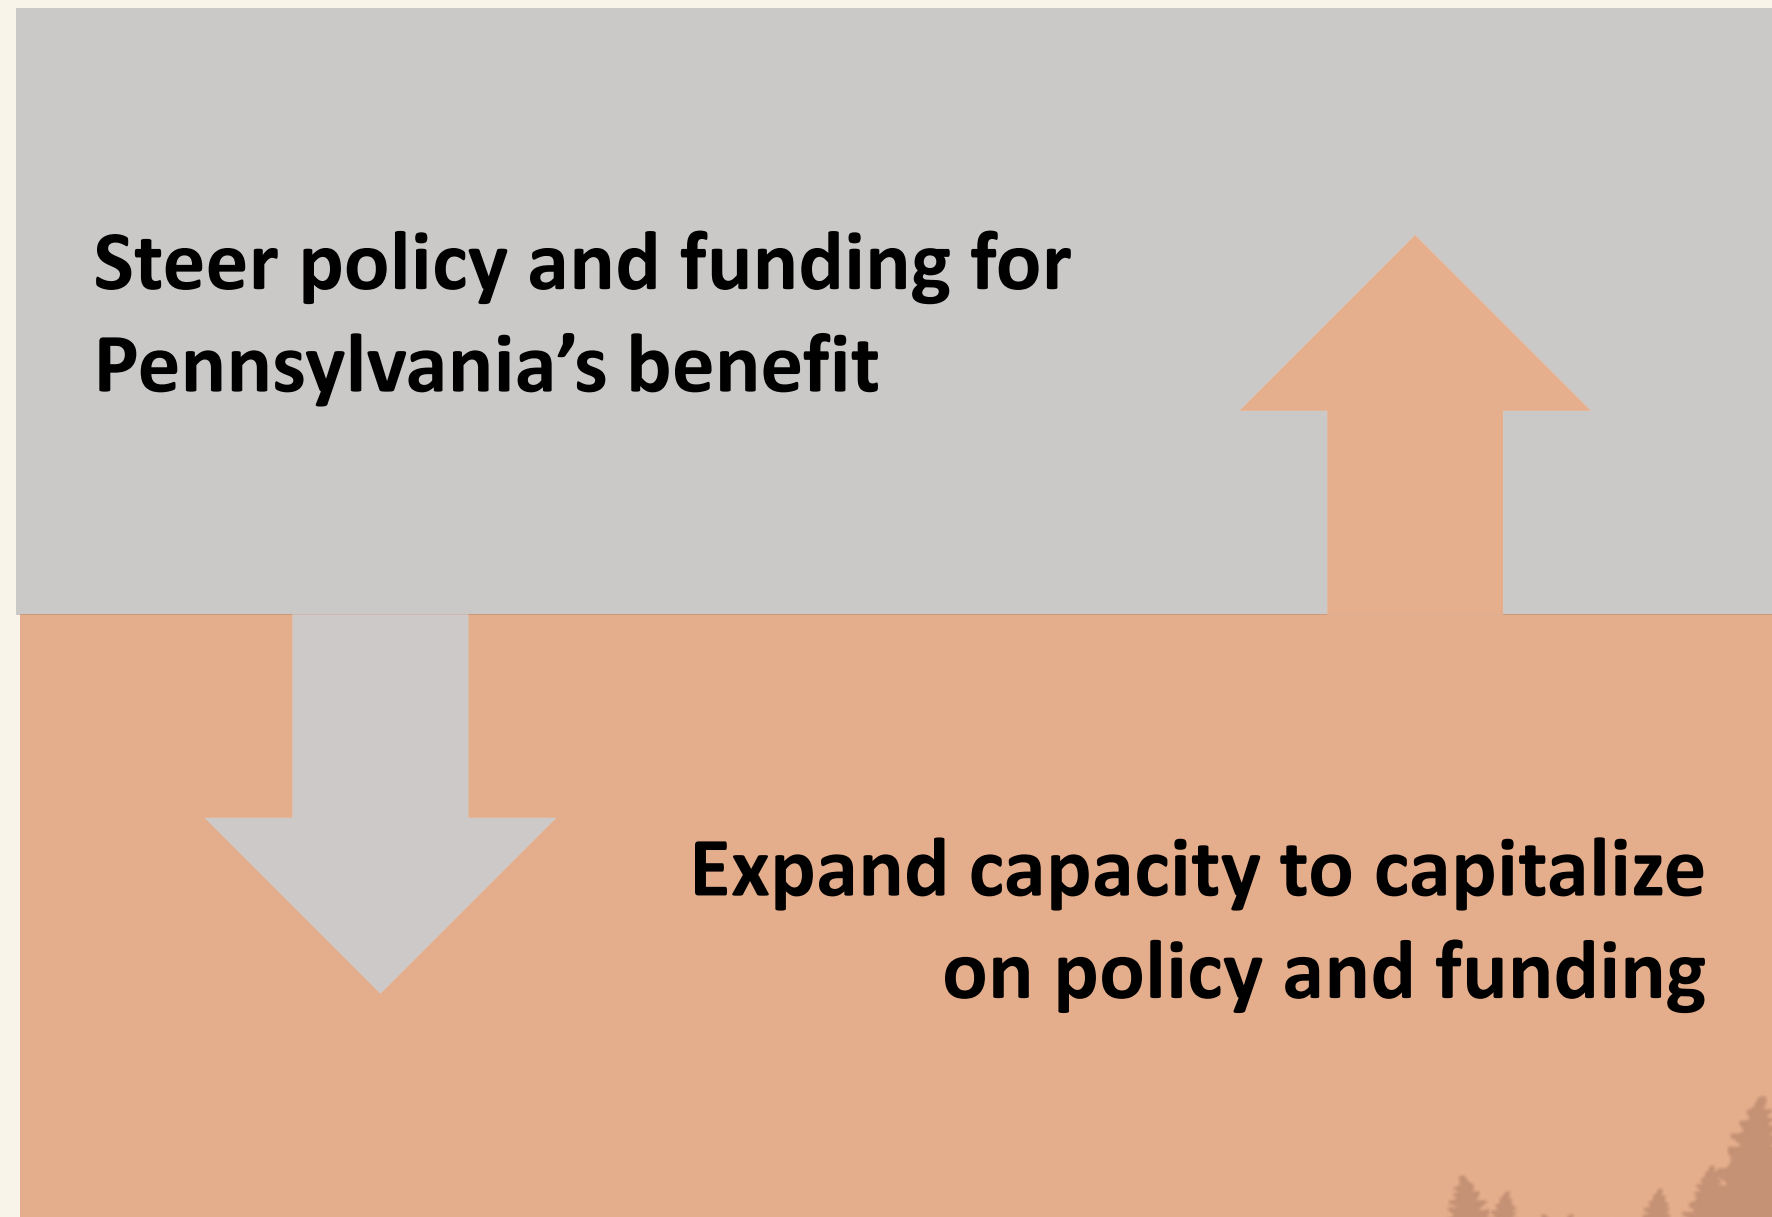 Steer policy and funding for
Pennsylvania’s benefit
Expand capacity to capitalize
on policy and funding